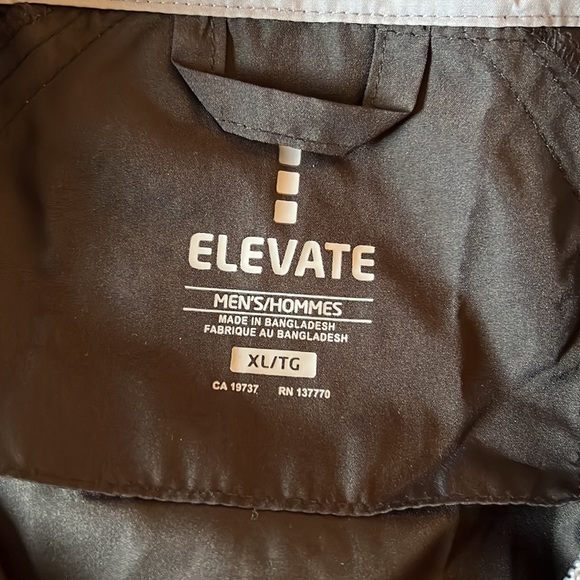 ELEVATE
MEN'S/HOMMES
MADE IN BANGLADESH
FABRIQUE AU BANGLADESH
XL/TG
CA 19737 RN 137770